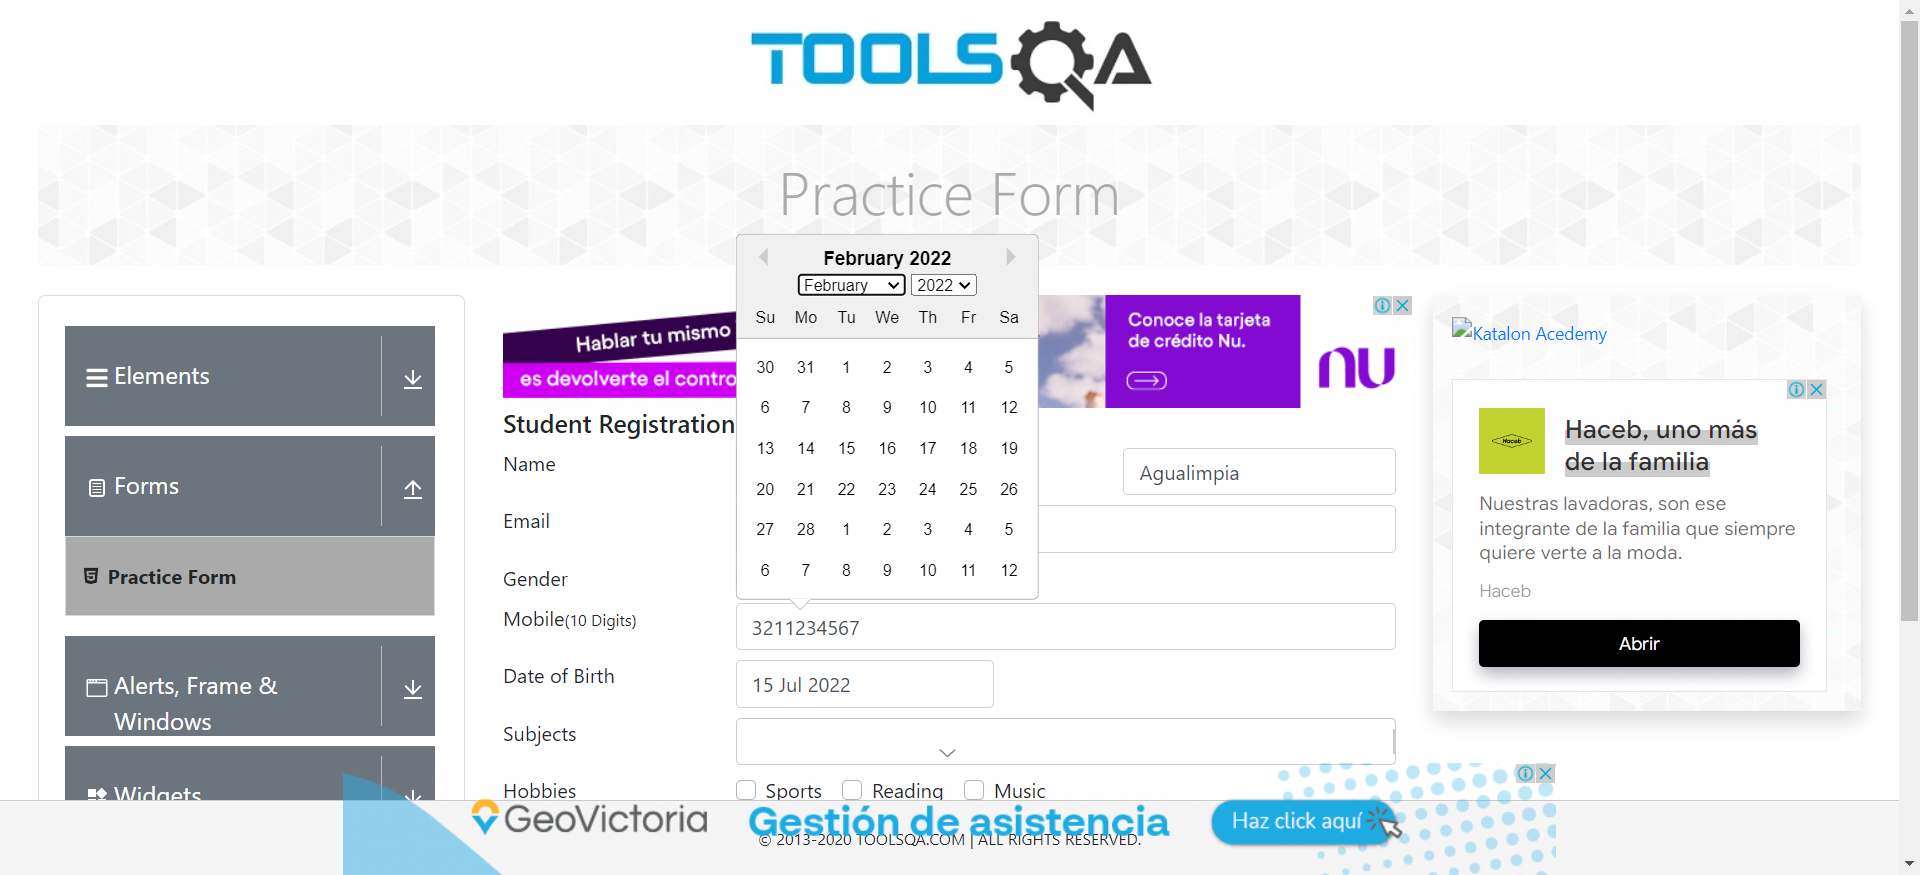 TOOLSQA
Practice Form
February 2022
February 2022
Su Mo Tu We Th Fr Sa
30 31 1 2 3 4 5
6 7 8 9 10 11 12
13 14 15 16 17 18 19
20 21 22 23 24 25 26
27 28 1 2 3 4 5
6 7 8 9 10 11 12
Elements
Forms
Practice Form
Alerts, Frame &
Windows
Widgets
Hablar tu mismo
es devolverte el contro
Conoce la tarjeta
de crédito Nu.
nu
Student Registration
Name
Agualimpia
Email
Gender
Mobile(10 Digits)
3211234567
Date of Birth
15 Jul 2022
Subjects
Hobbies
Sports Reading Music
Katalon Acedemy
Haceb
Haceb, uno más
de la familia
Nuestras lavadoras, son ese
integrante de la familia que siempre
quiere verte a la moda.
Haceb
Abrir
GeoVictoria
Gestión de asistencia
Haz click aquí
© 2013-2020 TOOLSQA.COM | ALL RIGHTS RESERVED.